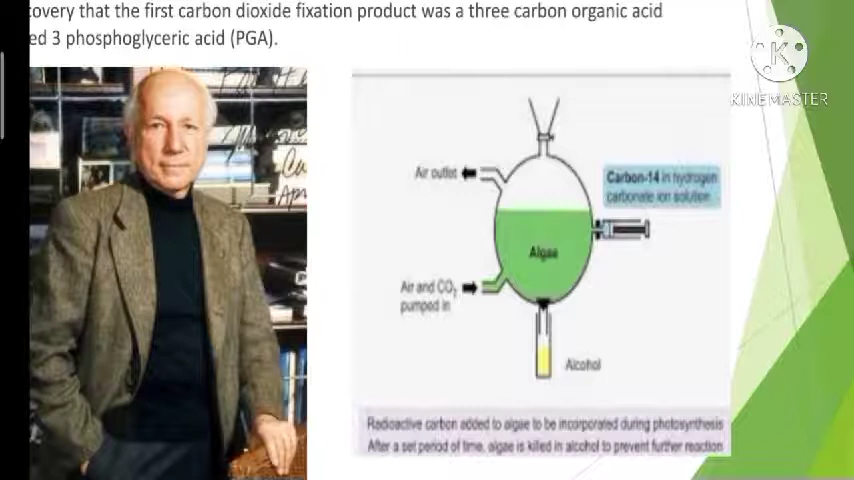 covery that the first carbon dioxide fixation product was a three carbon organic acid
ed 3 phosphoglyceric acid (PGA).
K
KINEMASTER
Air outlet
Carbon-14 in hydrogen
carbonate ion solution
Algae
Air and CO2
pumped in
Alcohol
Radioactive carbon added to algae to be incorporated during photosynthesis
After a set period of time, algae is killed in alcohol to prevent further reaction